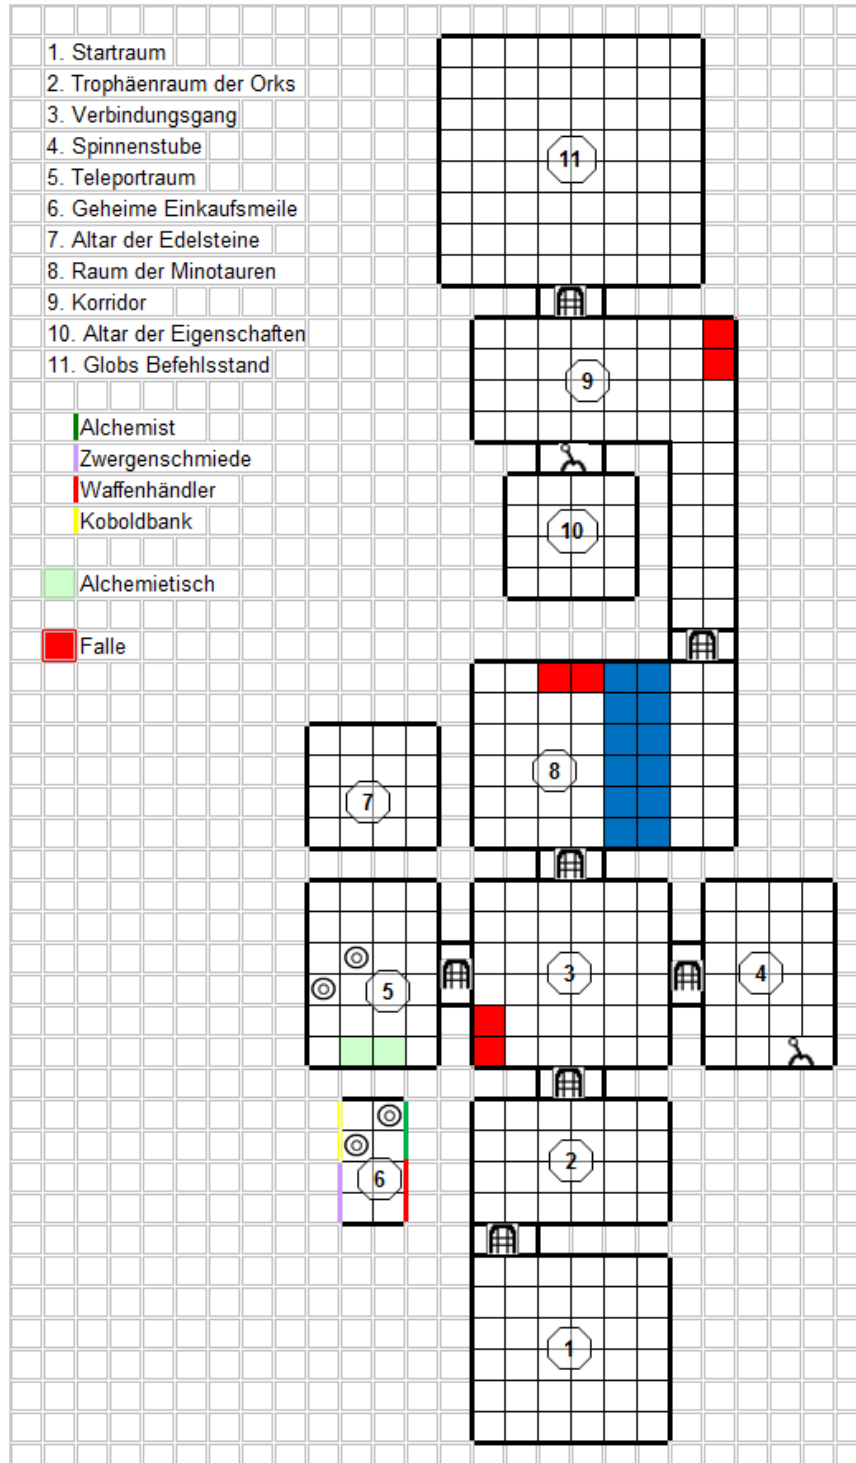 1. Startraum
2. Trophäenraum der Orks
3. Verbindungsgang
4. Spinnenstube
5. Teleportraum
6. Geheime Einkaufsmeile
7. Altar der Edelsteine
8. Raum der Minotauren
9. Korridor
10. Altar der Eigenschaften
11. Globs Befehlsstand
Alchemist
Zwergenschmiede
Waffenhändler
Koboldbank
Alchemietisch
Falle
11
9
10
8
7
3
4
5
2
6
1